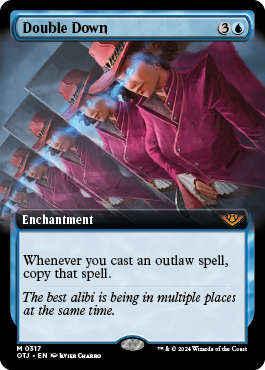 Double Down 3
Enchantment
Whenever you cast an outlaw spell,
copy that spell.
The best alibi is being in multiple places
at the same time.
M 0317
OTJ • EN Javier Charro
™ & © 2024 Wizards of the Coast